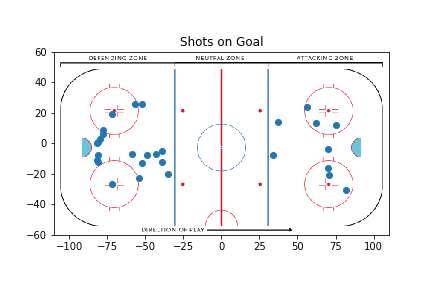 Shots on Goal
DEFENDING ZONE NEUTRAL ZONE ATTACKING ZONE
60
40
20
0
−20
−40
−60
DIRECTION OF PLAY
−100 −75 −50 −25 0 25 50 75 100